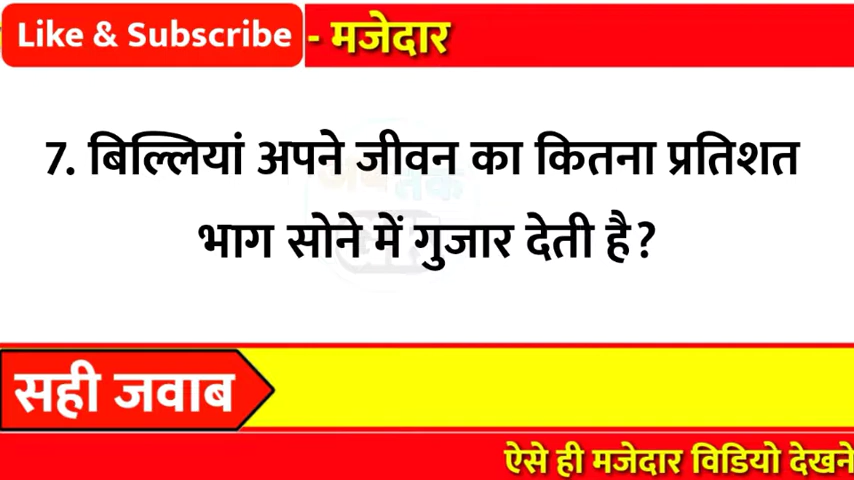 Like & Subscribe - मजेदार
7. बिल्लियां अपने जीवन का कितना प्रतिशत
भाग सोने में गुजार देती है?
सही जवाब
ऐसे ही मजेदार विडियो देखने